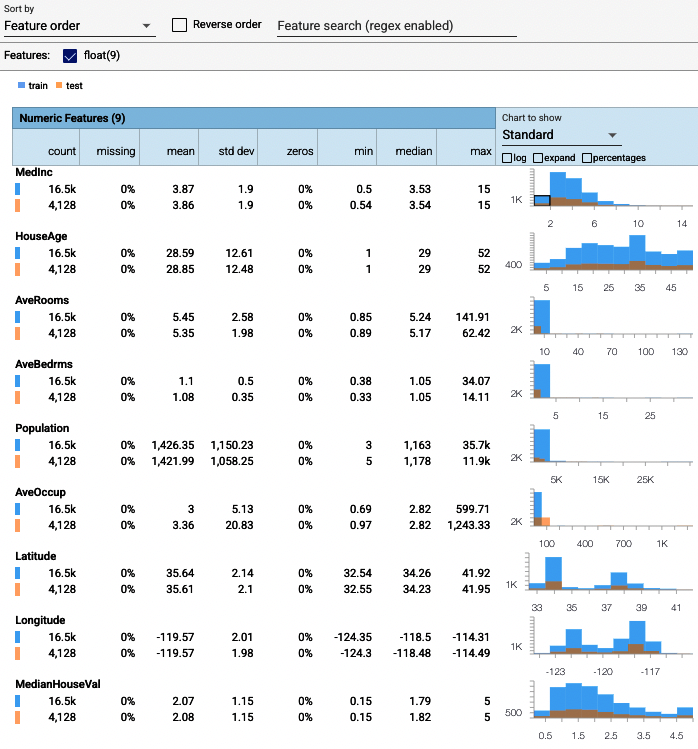 Sort by
Feature order
Reverse order
Feature search (regex enabled)
Features: float(9)
train test
Numeric Features (9)
Chart to show
Standard
count missing mean std dev zeros min median max
log expand percentages
MedInc
16.5k 0% 3.87 1.9 0% 0.5 3.53 15
4,128 0% 3.86 1.9 0% 0.54 3.54 15
1K
2 6 10 14
HouseAge
16.5k 0% 28.59 12.61 0% 1 29 52
4,128 0% 28.85 12.48 0% 1 29 52
400
5 15 25 35 45
AveRooms
16.5k 0% 5.45 2.58 0% 0.85 5.24 141.91
4,128 0% 5.35 1.98 0% 0.89 5.17 62.42
2K
10 40 70 100 130
AveBedrms
16.5k 0% 1.1 0.5 0% 0.38 1.05 34.07
4,128 0% 1.08 0.35 0% 0.33 1.05 14.11
2K
5 15 25
Population
16.5k 0% 1,426.35 1,150.23 0% 3 1,163 35.7k
4,128 0% 1,421.99 1,058.25 0% 5 1,178 11.9k
2K
5K 15K 25K
AveOccup
16.5k 0% 3 5.13 0% 0.69 2.82 599.71
4,128 0% 3.36 20.83 0% 0.97 2.82 1,243.33
2K
100 400 700 1K
Latitude
16.5k 0% 35.64 2.14 0% 32.54 34.26 41.92
4,128 0% 35.61 2.1 0% 32.55 34.23 41.95
1K
33 35 37 39 41
Longitude
16.5k 0% -119.57 2.01 0% -124.35 -118.5 -114.31
4,128 0% -119.57 1.98 0% -124.3 -118.48 -114.49
1K
-123 -120 -117
MedianHouseVal
16.5k 0% 2.07 1.15 0% 0.15 1.79 5
4,128 0% 2.08 1.15 0% 0.15 1.82 5
500
0.5 1.5 2.5 3.5 4.5